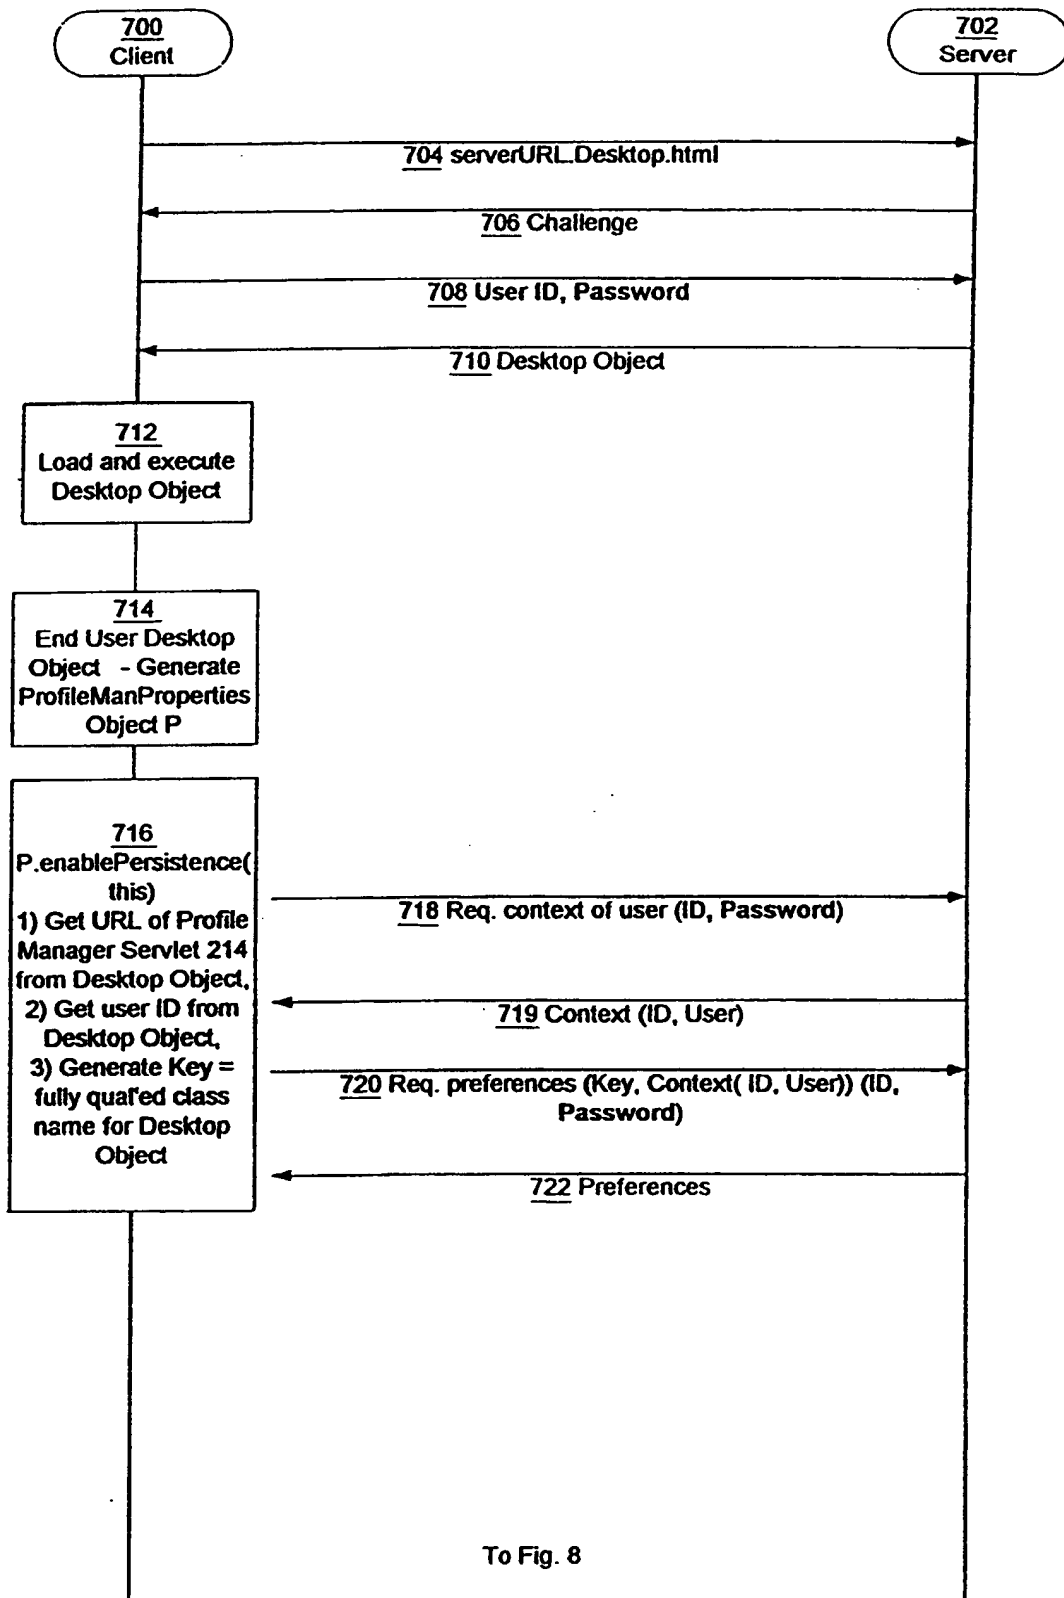 700
Client
702
Server
704 serverURL.Desktop.html
706 Challenge
708 User ID, Password
710 Desktop Object
712
Load and execute
Desktop Object
714
End User Desktop
Object - Generate
ProfileManProperties
Object P
716
P.enablePersistence(
this)
1) Get URL of Profile
Manager Servlet 214
from Desktop Object,
2) Get user ID from
Desktop Object,
3) Generate Key =
fully qual'ed class
name for Desktop
Object
718 Req. context of user (ID, Password)
719 Context (ID, User)
720 Req. preferences (Key, Context( ID, User)) (ID,
Password)
722 Preferences
To Fig. 8